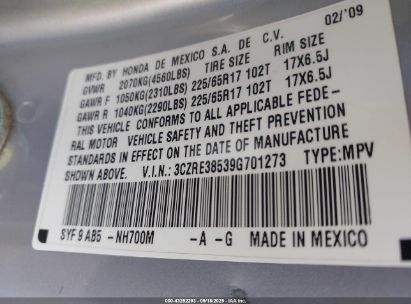 MFD. BY HONDA DE MEXICO S.A. DE C.V. 02/'09
GVWR 2070KG(4560LBS) TIRE SIZE RIM SIZE
GAWR F 1050KG(2310LBS) 225/65R17 102T 17X6.5J
GAWR R 1040KG(2290LBS) 225/65R17 102T 17X6.5J
THIS VEHICLE CONFORMS TO ALL APPLICABLE FEDE-
RAL MOTOR VEHICLE SAFETY AND THEFT PREVENTION
STANDARDS IN EFFECT ON THE DATE OF MANUFACTURE
SHOWN ABOVE. V.I.N.: 3CZRE38539G701273 TYPE:MPV
SYF 9 AB5 -NH700M -A -G MADE IN MEXICO